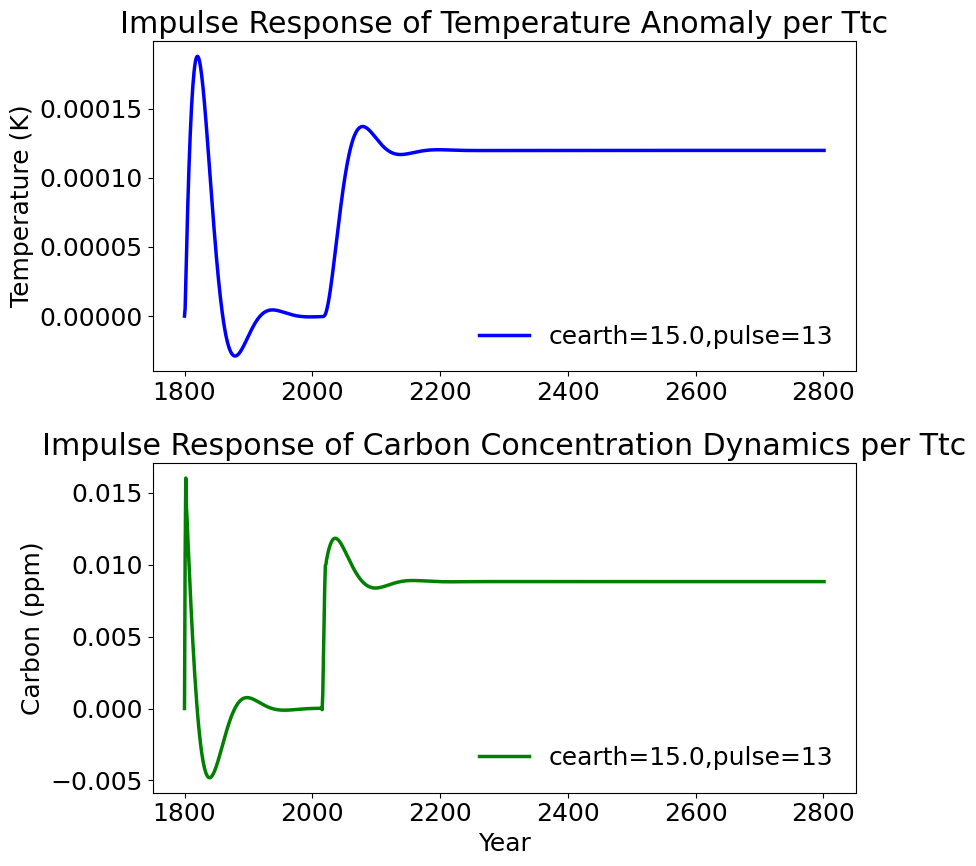 Impulse Response of Temperature Anomaly per Ttc
Temperature (K)
0.00015
0.00010
0.00005
0.00000
cearth=15.0,pulse=13
1800 2000 2200 2400 2600 2800
Impulse Response of Carbon Concentration Dynamics per Ttc
Carbon (ppm)
0.015
0.010
0.005
0.000
−0.005
cearth=15.0,pulse=13
1800 2000 2200 2400 2600 2800
Year